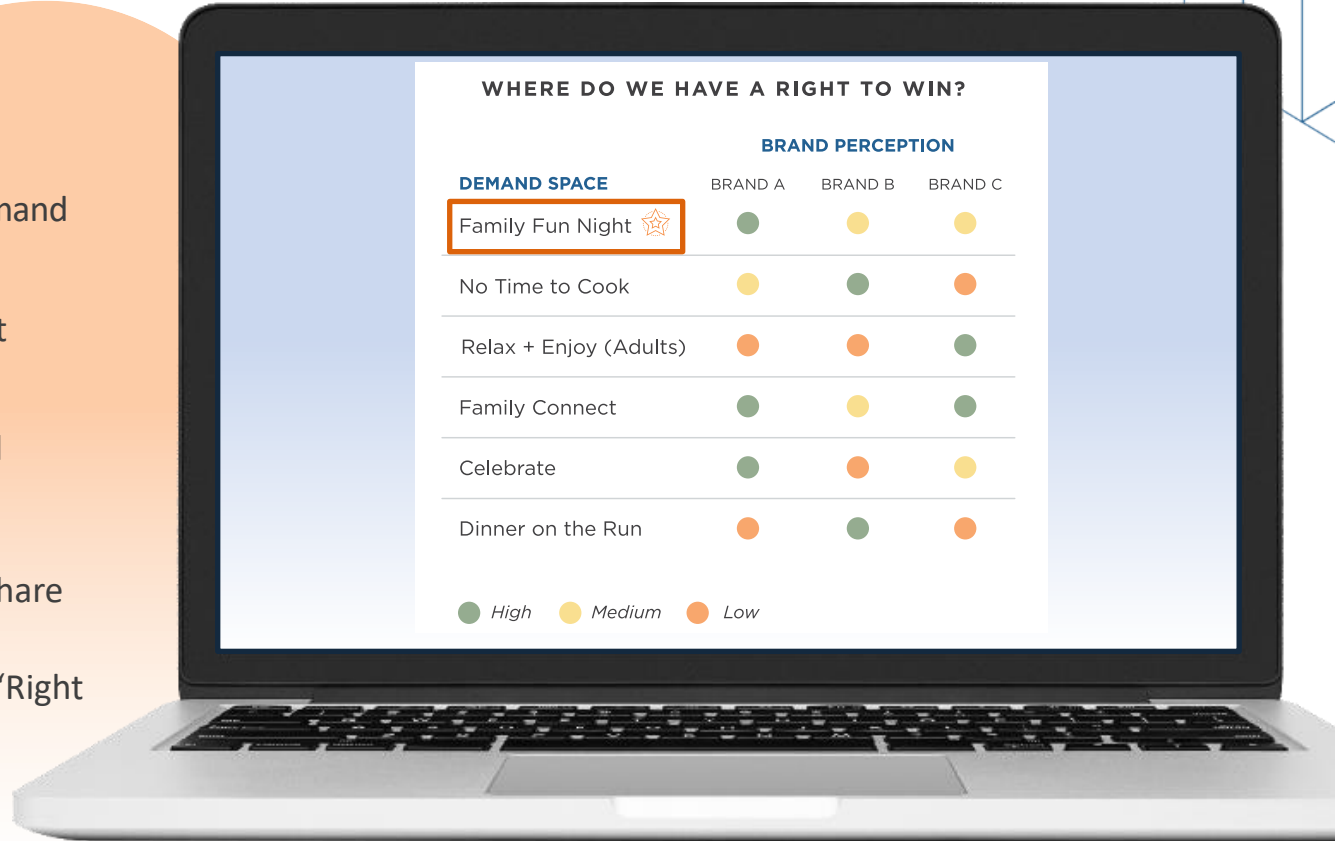 mand
t
hare
‘Right
WHERE DO WE HAVE A RIGHT TO WIN?
BRAND PERCEPTION
DEMAND SPACE BRAND A BRAND B BRAND C
Family Fun Night
No Time to Cook
Relax + Enjoy (Adults)
Family Connect
Celebrate
Dinner on the Run
High Medium Low